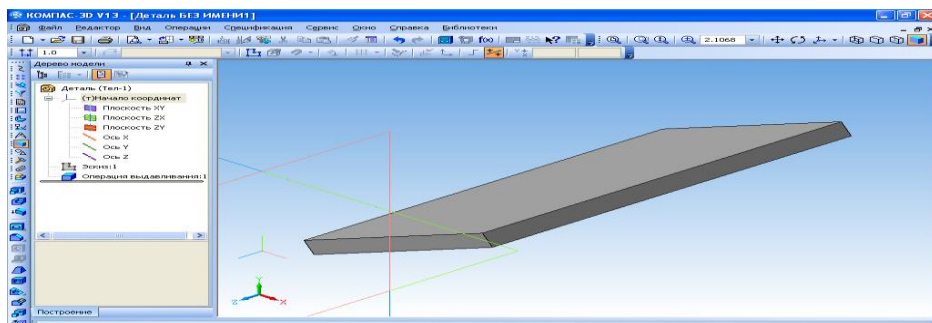 КОМПАС-3D V13 - [Деталь БЕЗ ИМЕНИ1]
Файл Редактор Вид Операции Спецификация Сервис Окно Справка Библиотеки
f(x) 2.1068
1.0
Дерево модели
Деталь (Тел-1)
(т)Начало координат
Плоскость XY
Плоскость ZX
Плоскость ZY
Ось X
Ось Y
Ось Z
Эскиз:1
Операция выдавливания:1
Y
Z X
Построение